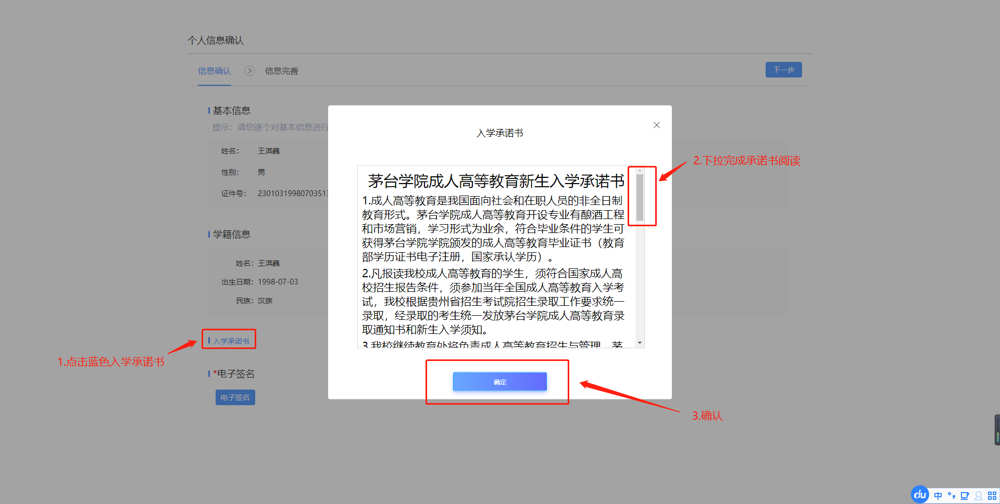 个人信息确认
信息确认
信息完善
下一步
基本信息
提示：请您逐个对基本信息进行
姓名：
王淇巍
性别：
男
证件号：
23010319980703513
学籍信息
姓名：王淇巍
出生日期：1998-07-03
民族：汉族
入学承诺书
1.点击蓝色入学承诺书
*电子签名
电子签名
入学承诺书
茅台学院成人高等教育新生入学承诺书
1.成人高等教育是我国面向社会和在职人员的非全日制
教育形式。茅台学院成人高等教育开设专业有酿酒工程
和市场营销，学习形式为业余，符合毕业条件的学生可
获得茅台学院学院颁发的成人高等教育毕业证书（教育
部学历证书电子注册，国家承认学历）。
2.凡报读我校成人高等教育的学生，须符合国家成人高
校招生报告条件，须参加当年全国成人高等教育入学考
试，我校根据贵州省招生考试院招生录取工作要求统一
录取，经录取的考生统一发放茅台学院成人高等教育录
取通知书和新生入学须知。
3.我校继续教育处将负责成人高等教育招生与管理，茅
确定
2.下拉完成承诺书阅读
3.确认
du 中